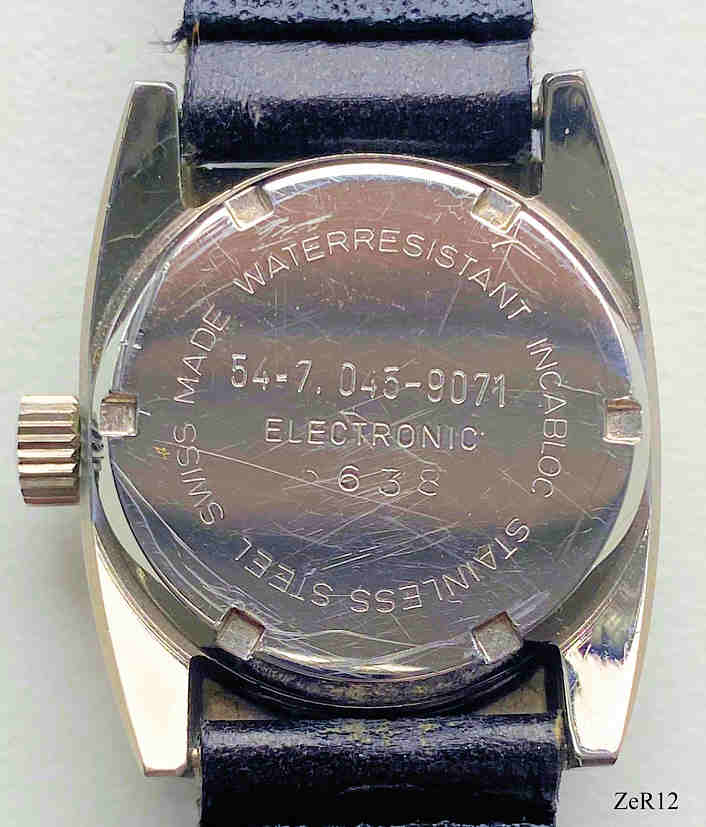 WATERRESISTANT INCABLOC STAINLESS STEEL SWISS MADE
54-7.045-9071
ELECTRONIC
638
ZeR12